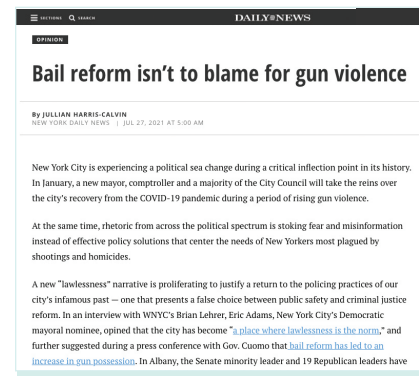 SECTIONS SEARCH DAILY NEWS
OPINION
Bail reform isn't to blame for gun violence
By JULLIAN HARRIS-CALVIN
NEW YORK DAILY NEWS | JUL 27, 2021 AT 5:00 AM
New York City is experiencing a political sea change during a critical inflection point in its history.
In January, a new mayor, comptroller and a majority of the City Council will take the reins over
the city's recovery from the COVID-19 pandemic during a period of rising gun violence.
At the same time, rhetoric from across the political spectrum is stoking fear and misinformation
instead of effective policy solutions that center the needs of New Yorkers most plagued by
shootings and homicides.
A new "lawlessness" narrative is proliferating to justify a return to the policing practices of our
city's infamous past — one that presents a false choice between public safety and criminal justice
reform. In an interview with WNYC's Brian Lehrer, Eric Adams, New York City's Democratic
mayoral nominee, opined that the city has become "a place where lawlessness is the norm," and
further suggested during a press conference with Gov. Cuomo that bail reform has led to an
increase in gun possession. In Albany, the Senate minority leader and 19 Republican leaders have